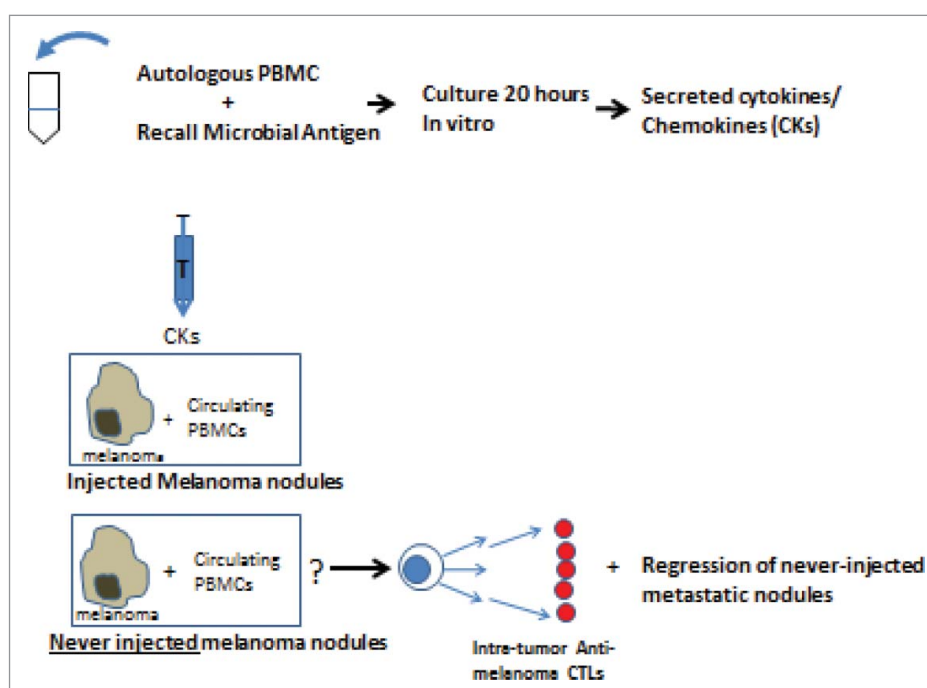 Autologous PBMC
+
Recall Microbial Antigen
Culture 20 hours
In vitro
Secreted cytokines/
Chemokines (CKs)
T
CKs
+ Circulating
PBMCs
melanoma
Injected Melanoma nodules
+ Circulating
PBMCs
?
melanoma
Never injected melanoma nodules
+ Regression of never-injected
metastatic nodules
Intra-tumor Anti-
melanoma CTLs